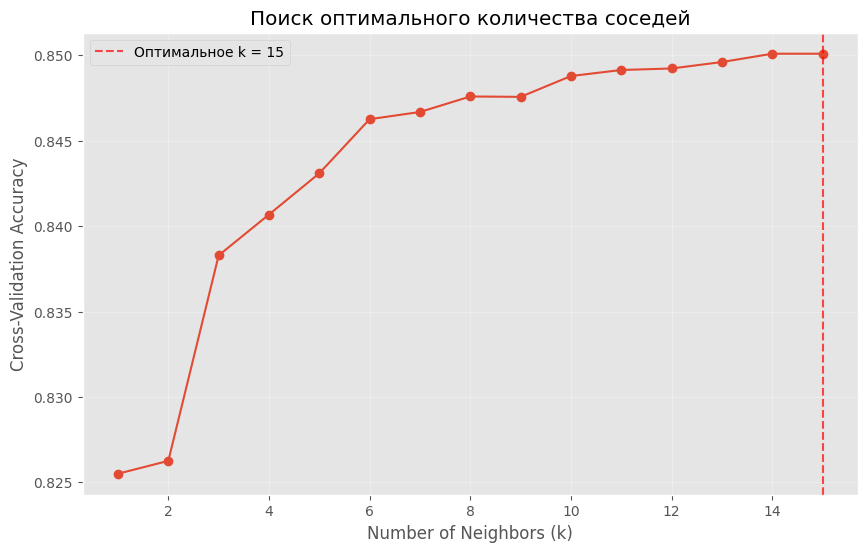 Поиск оптимального количества соседей
Оптимальное k = 15
Cross-Validation Accuracy
0.850
0.845
0.840
0.835
0.830
0.825
2 4 6 8 10 12 14
Number of Neighbors (k)